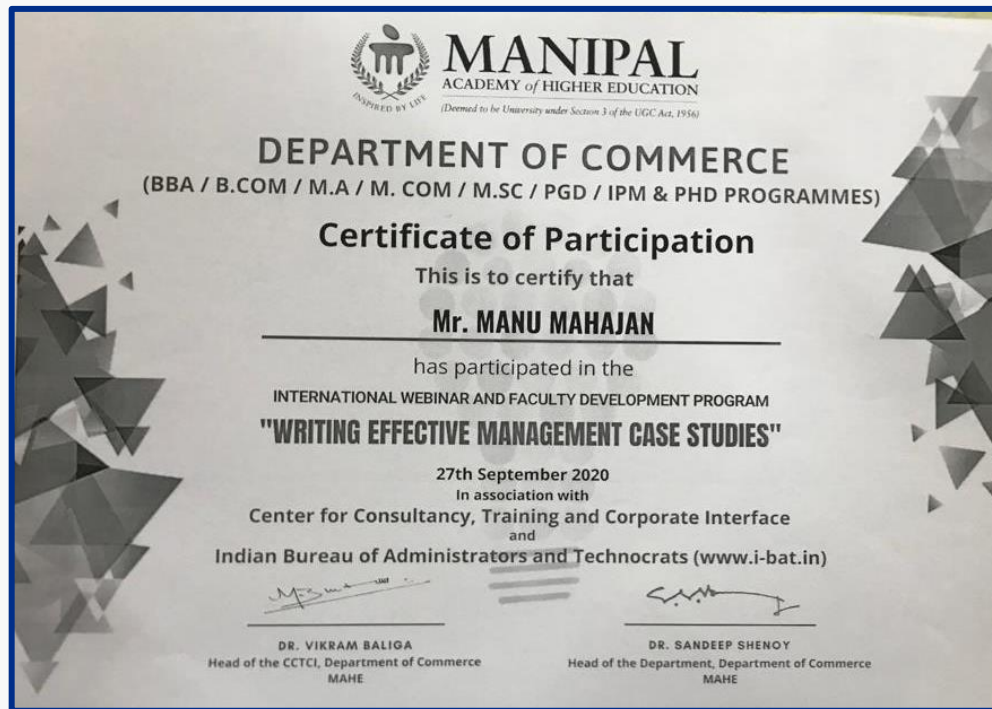 MANIPAL
ACADEMY of HIGHER EDUCATION
INSPIRED BY LIFE
(Deemed to be University under Section 3 of the UGC Act, 1956)
DEPARTMENT OF COMMERCE
(BBA / B.COM / M.A / M. COM / M.SC / PGD / IPM & PHD PROGRAMMES)
Certificate of Participation
This is to certify that
Mr. MANU MAHAJAN
has participated in the
INTERNATIONAL WEBINAR AND FACULTY DEVELOPMENT PROGRAM
"WRITING EFFECTIVE MANAGEMENT CASE STUDIES"
27th September 2020
In association with
Center for Consultancy, Training and Corporate Interface
and
Indian Bureau of Administrators and Technocrats (www.i-bat.in)
DR. VIKRAM BALIGA
Head of the CCTCI, Department of Commerce
MAHE
DR. SANDEEP SHENOY
Head of the Department, Department of Commerce
MAHE